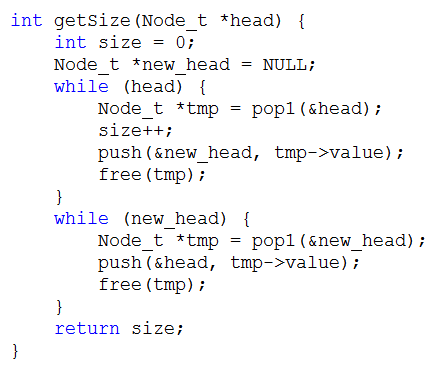 int getSize(Node_t *head) {
    int size = 0;
    Node_t *new_head = NULL;
    while (head) {
        Node_t *tmp = pop1(&head);
        size++;
        push(&new_head, tmp->value);
        free(tmp);
    }
    while (new_head) {
        Node_t *tmp = pop1(&new_head);
        push(&head, tmp->value);
        free(tmp);
    }
    return size;
}